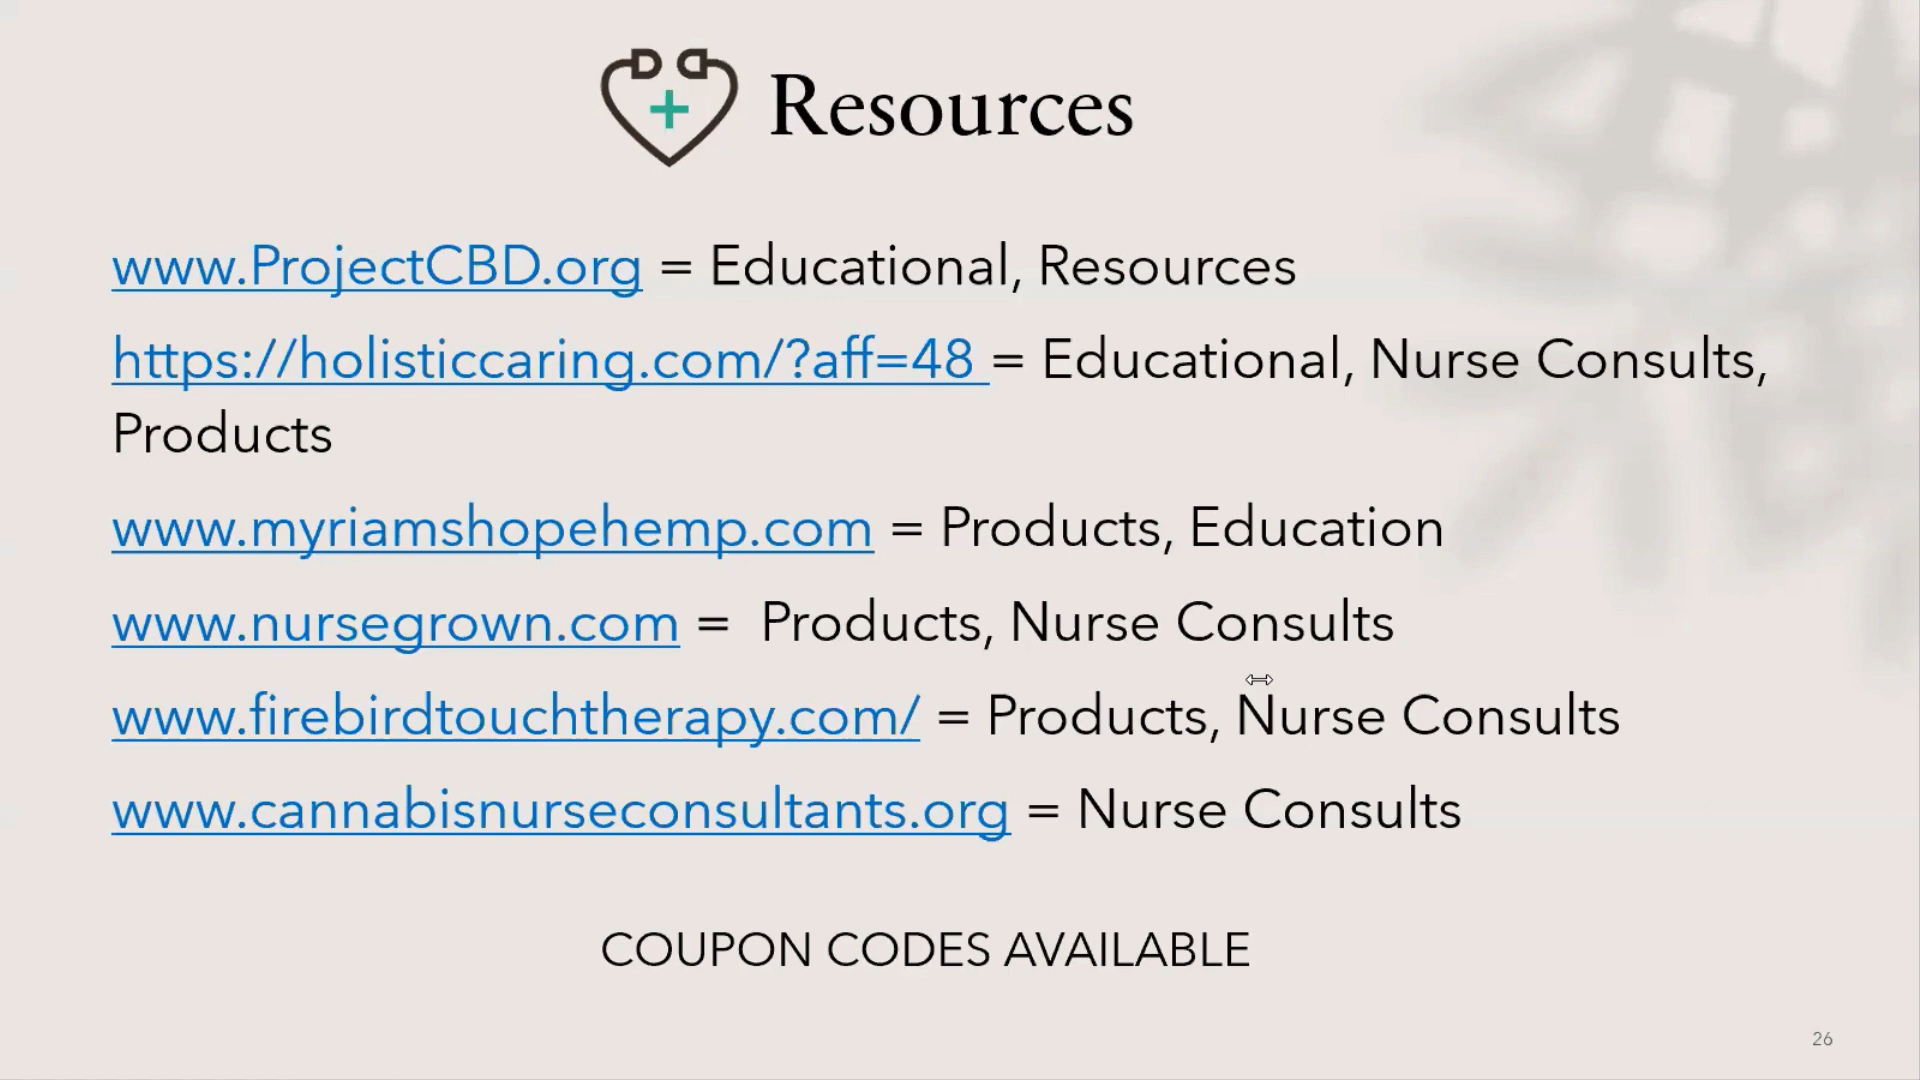 Resources
www.ProjectCBD.org = Educational, Resources
https://holisticcaring.com/?aff=48 = Educational, Nurse Consults,
Products
www.myriamshopehemp.com = Products, Education
www.nursegrown.com = Products, Nurse Consults
www.firebirdtouchtherapy.com/ = Products, Nurse Consults
www.cannabisnurseconsultants.org = Nurse Consults
COUPON CODES AVAILABLE
26